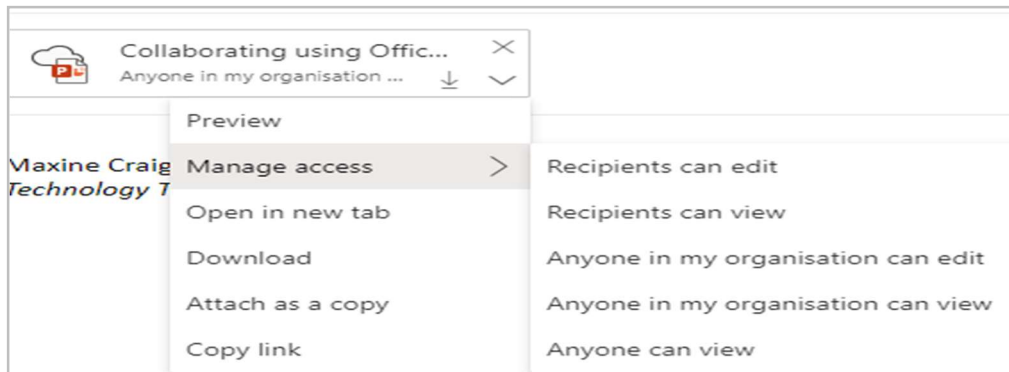 Collaborating using Offic...
Anyone in my organisation ...
Preview
Maxine Craig
Technology T
Manage access
Open in new tab
Download
Attach as a copy
Copy link
Recipients can edit
Recipients can view
Anyone in my organisation can edit
Anyone in my organisation can view
Anyone can view